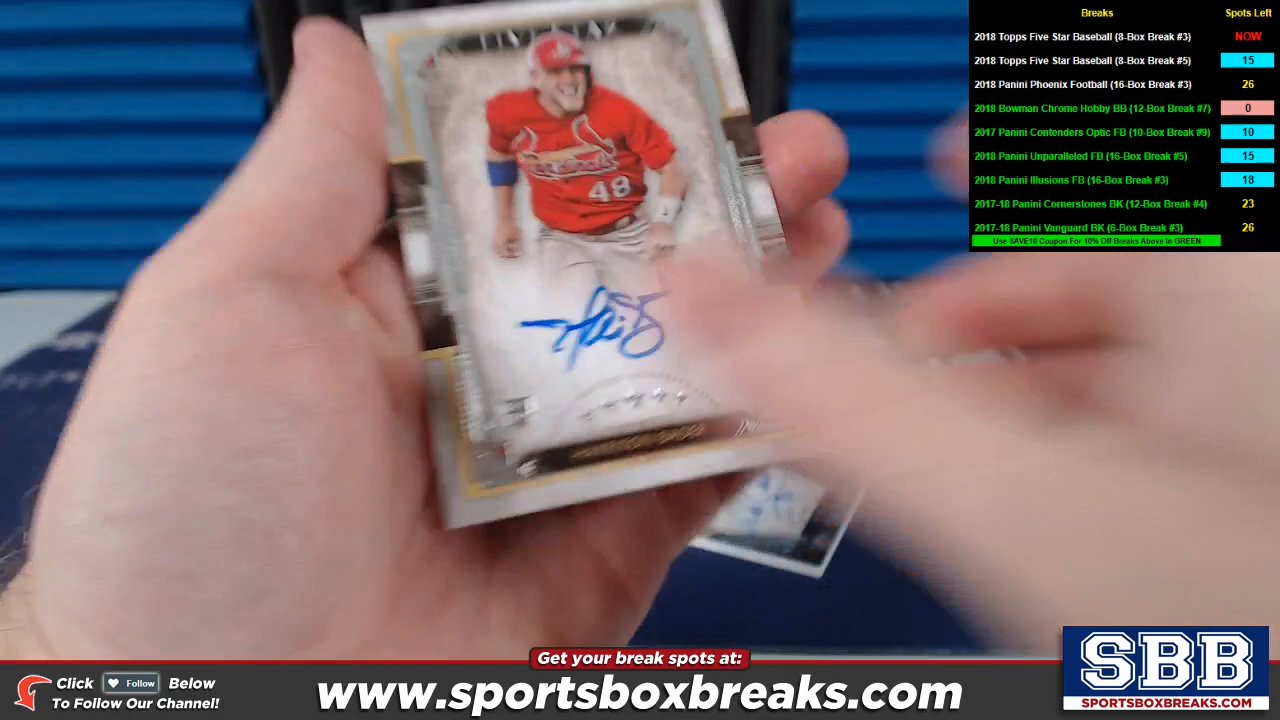 Breaks Spots Left
2018 Topps Five Star Baseball (8-Box Break #3) NOW
2018 Topps Five Star Baseball (8-Box Break #5) 15
2018 Panini Phoenix Football (16-Box Break #3) 26
2018 Bowman Chrome Hobby BB (12-Box Break #7) 0
2017 Panini Contenders Optic FB (10-Box Break #9) 10
2018 Panini Unparalleled FB (16-Box Break #5) 15
2018 Panini Illusions FB (16-Box Break #3) 18
2017-18 Panini Cornerstones BK (12-Box Break #4) 23
2017-18 Panini Vanguard BK (6-Box Break #3) 26
Use SAVE10 Coupon For 10% Off Breaks Above In GREEN
FIVE STAR
Cardinals
48
Get your break spots at:
Click Follow Below
To Follow Our Channel!
www.sportsboxbreaks.com
SBB
SPORTSBOXBREAKS.COM